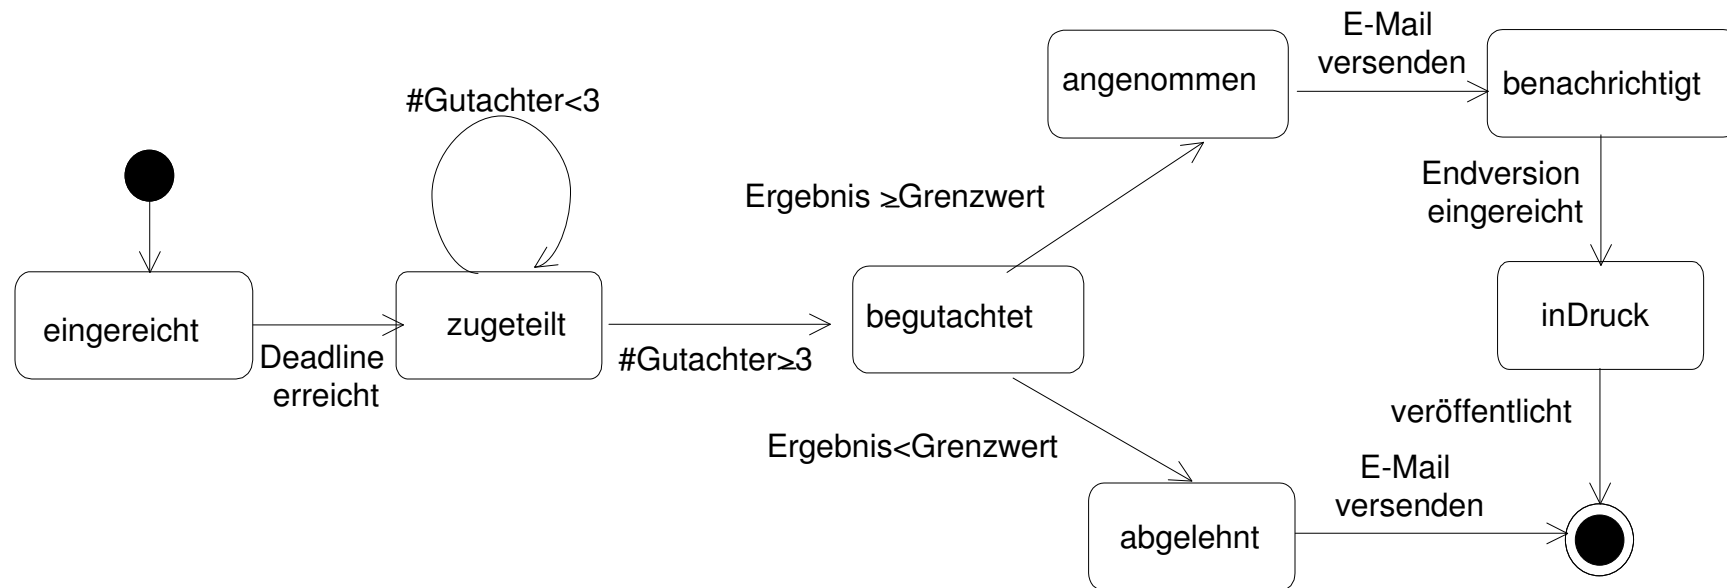 E-Mail
versenden
angenommen
benachrichtigt
#Gutachter<3
Ergebnis ≥Grenzwert
Endversion
eingereicht
eingereicht
Deadline
erreicht
zugeteilt
#Gutachter≥3
begutachtet
inDruck
veröffentlicht
Ergebnis<Grenzwert
E-Mail
versenden
abgelehnt